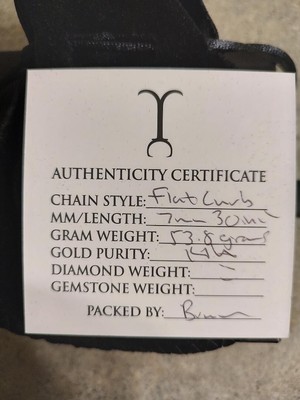 AUTHENTICITY CERTIFICATE
CHAIN STYLE: Flat Curb
MM/LENGTH: 7mm 30in
GRAM WEIGHT: 53.8 grams
GOLD PURITY: 14k
DIAMOND WEIGHT: -
GEMSTONE WEIGHT:
PACKED BY: